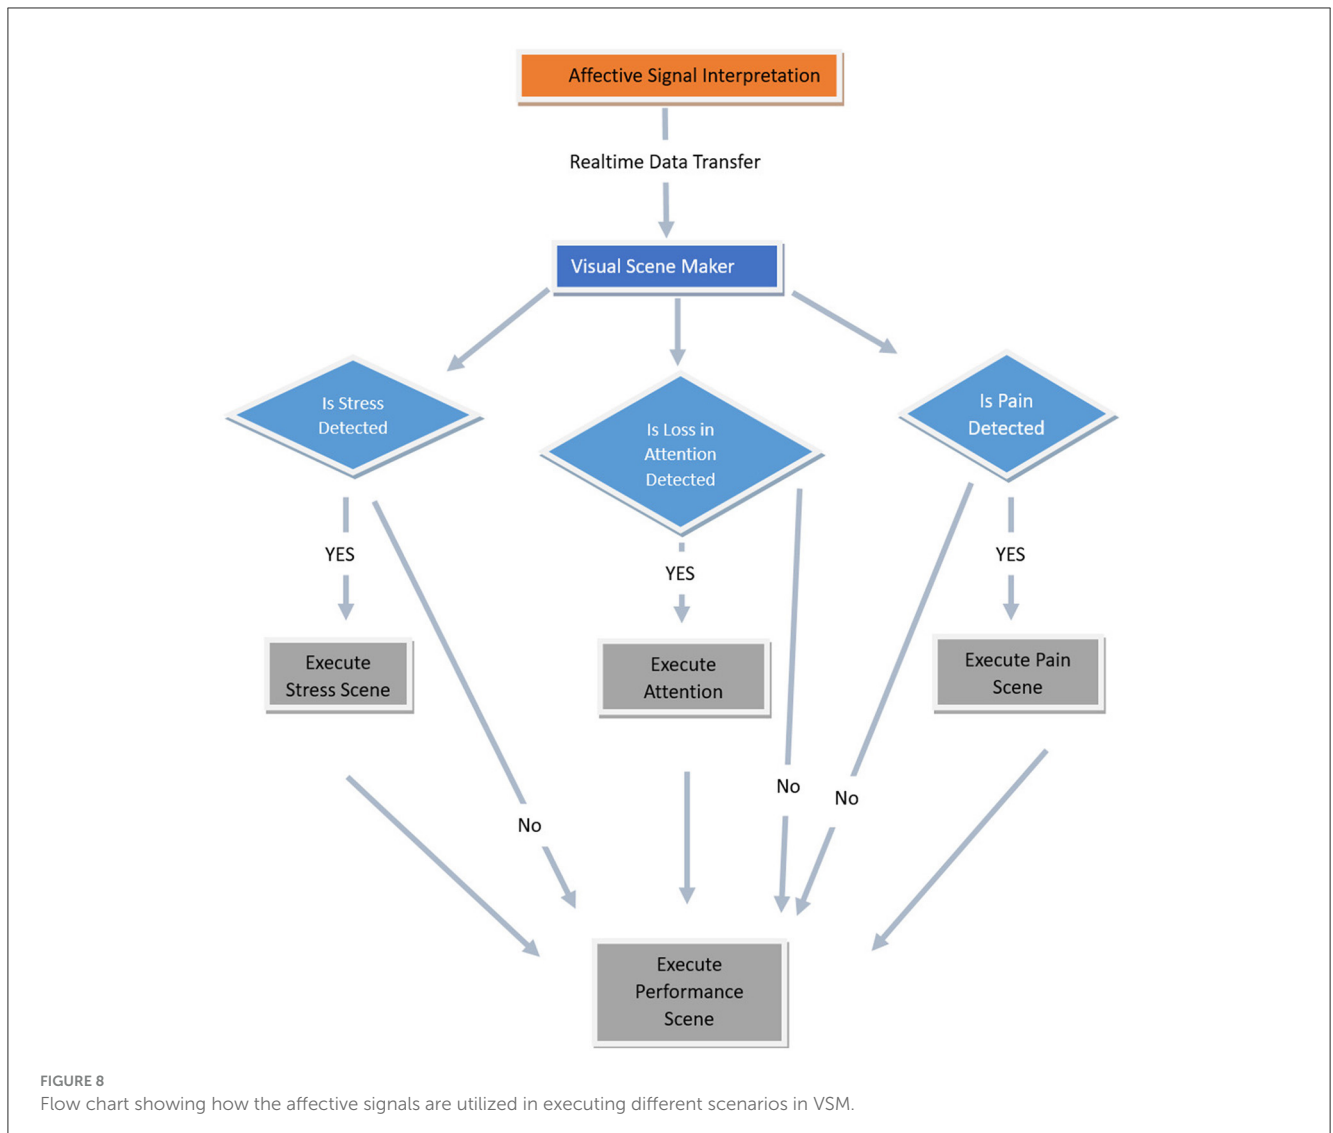 Affective Signal Interpretation
Realtime Data Transfer
Visual Scene Maker
Is Stress
Detected
Is Loss in
Attention
Detected
Is Pain
Detected
YES
YES
YES
Execute
Stress Scene
Execute
Attention
Execute Pain
Scene
No
No
No
Execute
Performance
Scene
FIGURE 8
Flow chart showing how the affective signals are utilized in executing different scenarios in VSM.